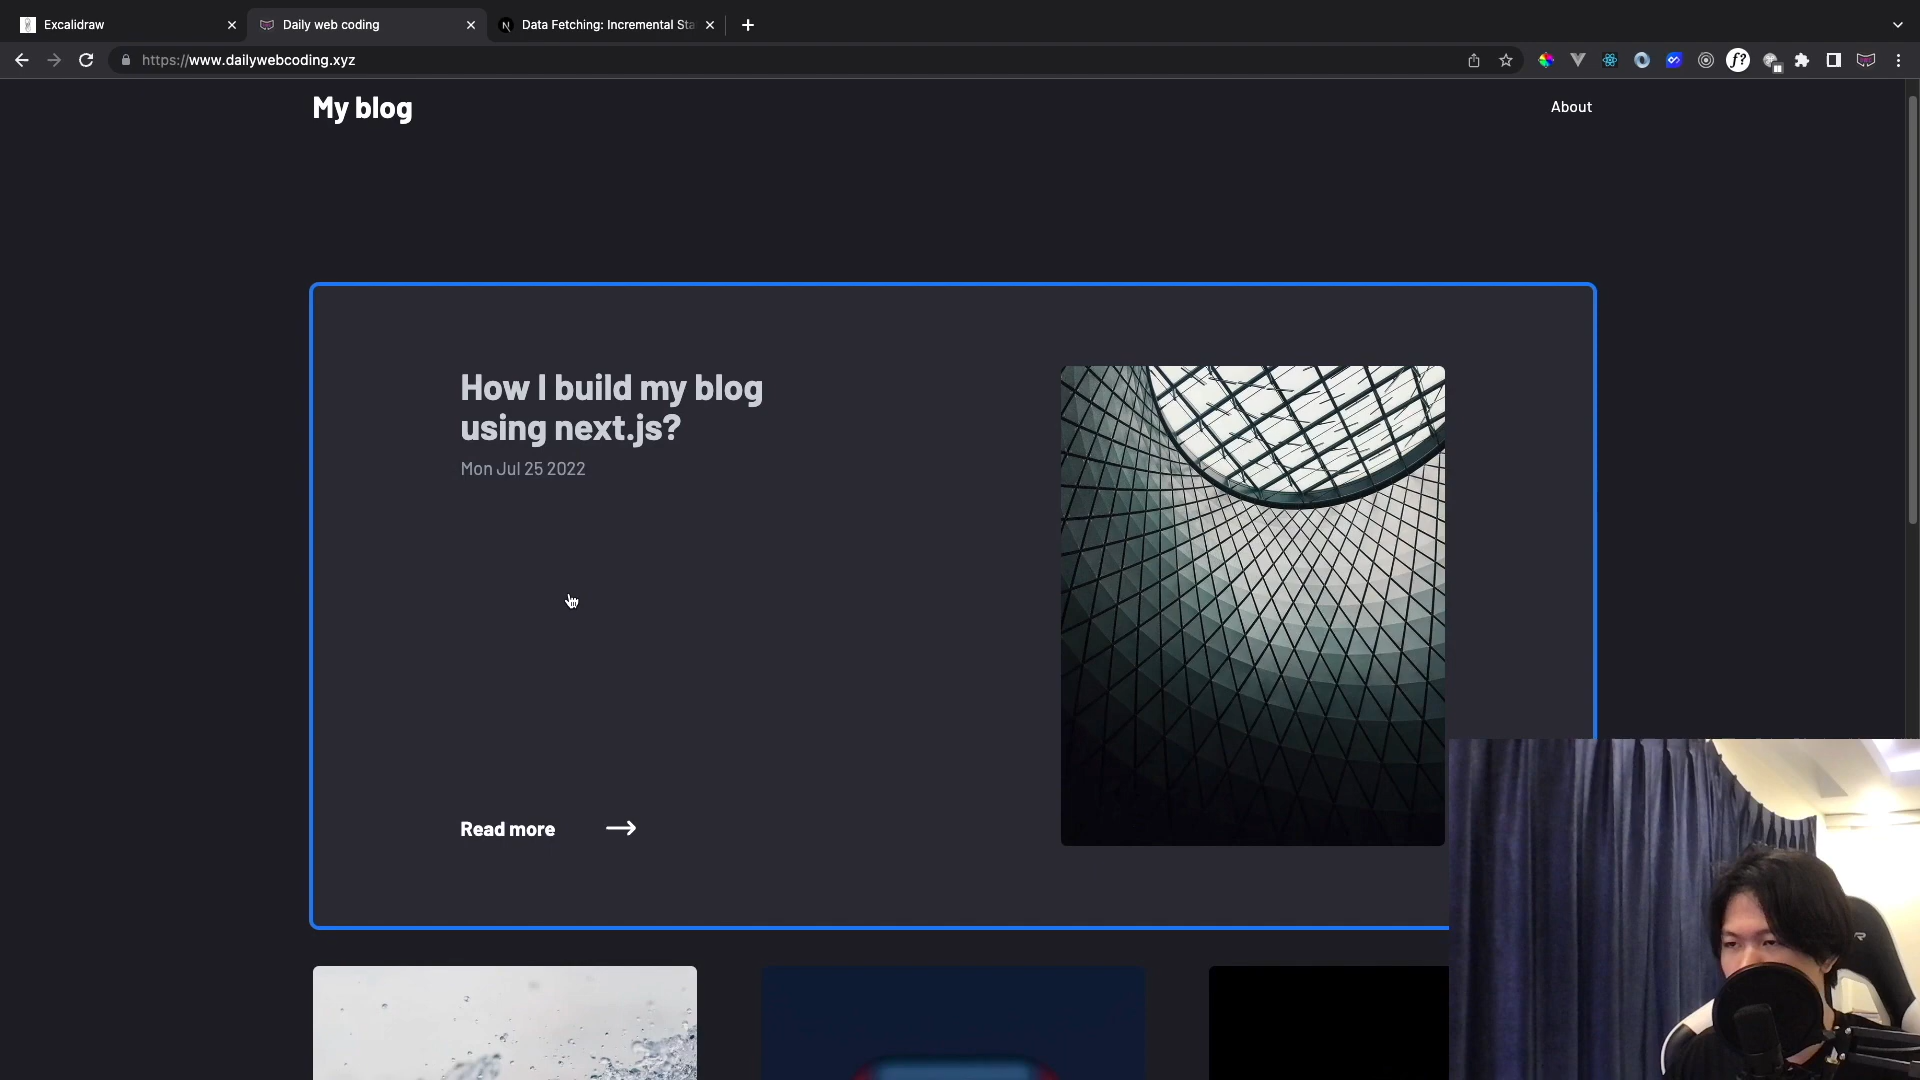 Excalidraw
Daily web coding
Data Fetching: Incremental Sta
https://www.dailywebcoding.xyz
f?
My blog
About
How I build my blog
using next.js?
Mon Jul 25 2022
Read more